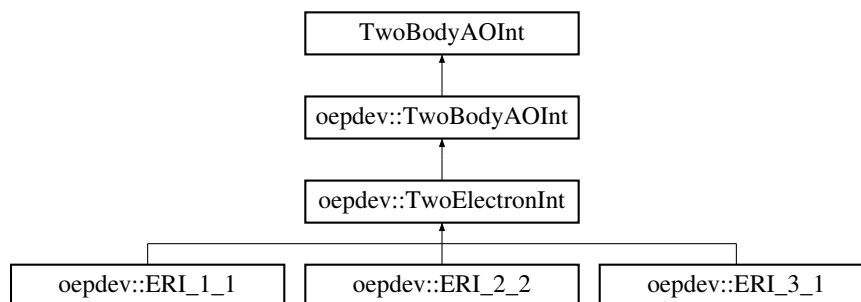 TwoBodyAOInt
oepdev::TwoBodyAOInt
oepdev::TwoElectronInt
oepdev::ERI_1_1 oepdev::ERI_2_2 oepdev::ERI_3_1